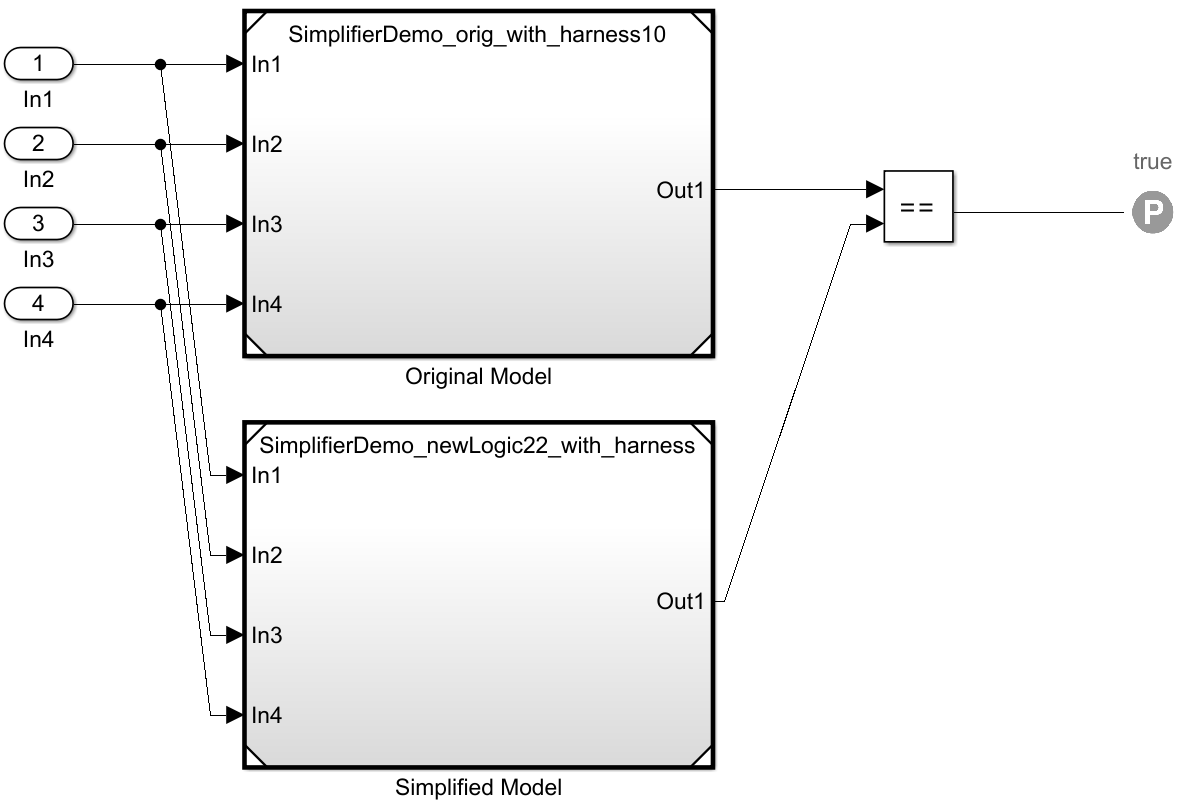 SimplifierDemo_orig_with_harness10
1
In1
In1
2
In2
In2
3
In3
In3
4
In4
In4
Out1
==
true
P
Original Model
SimplifierDemo_newLogic22_with_harness
In1
In2
In3
In4
Out1
Simplified Model